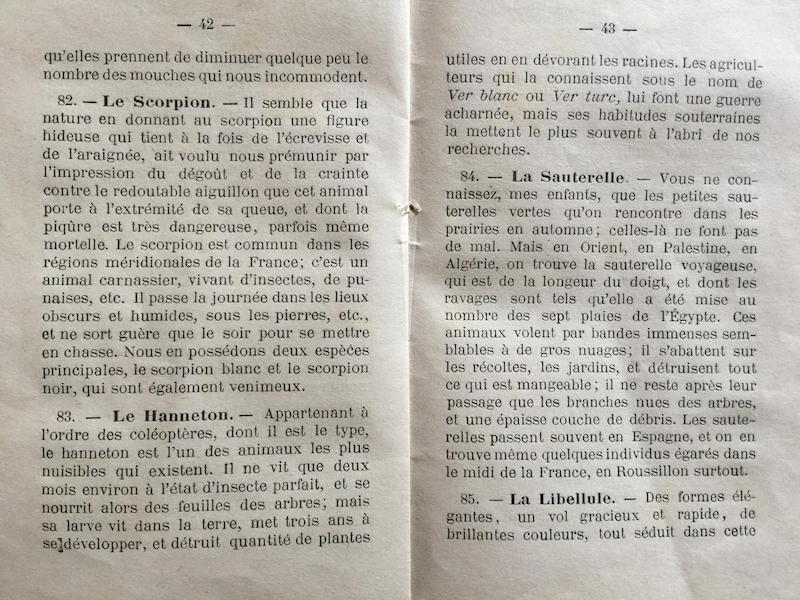 — 42 —
qu'elles prennent de diminuer quelque peu le
nombre des mouches qui nous incommodent.
82. — Le Scorpion. — Il semble que la
nature en donnant au scorpion une figure
hideuse qui tient à la fois de l'écrevisse et
de l'araignée, ait voulu nous prémunir par
l'impression du dégoût et de la crainte
contre le redoutable aiguillon que cet animal
porte à l'extrémité de sa queue, et dont la
piqûre est très dangereuse, parfois même
mortelle. Le scorpion est commun dans les
régions méridionales de la France; c'est un
animal carnassier, vivant d'insectes, de pu-
naises, etc. Il passe la journée dans les lieux
obscurs et humides, sous les pierres, etc.,
et ne sort guère que le soir pour se mettre
en chasse. Nous en possédons deux espèces
principales, le scorpion blanc et le scorpion
noir, qui sont également venimeux.
83. — Le Hanneton. — Appartenant à
l'ordre des coléoptères, dont il est le type,
le hanneton est l'un des animaux les plus
nuisibles qui existent. Il ne vit que deux
mois environ à l'état d'insecte parfait, et se
nourrit alors des feuilles des arbres; mais
sa larve vit dans la terre, met trois ans à
se]développer, et détruit quantité de plantes
— 43 —
utiles en en dévorant les racines. Les agricul-
teurs qui la connaissent sous le nom de
Ver blanc ou Ver turc, lui font une guerre
acharnée, mais ses habitudes souterraines
la mettent le plus souvent à l'abri de nos
recherches.
84. — La Sauterelle. — Vous ne con-
naissez, mes enfants, que les petites sau-
terelles vertes qu'on rencontre dans les
prairies en automne; celles-là ne font pas
de mal. Mais en Orient, en Palestine, en
Algérie, on trouve la sauterelle voyageuse,
qui est de la longueur du doigt, et dont les
ravages sont tels qu'elle a été mise au
nombre des sept plaies de l'Égypte. Ces
animaux volent par bandes immenses sem-
blables à de gros nuages; il s'abattent sur
les récoltes, les jardins, et détruisent tout
ce qui est mangeable; il ne reste après leur
passage que les branches nues des arbres,
et une épaisse couche de débris. Les saute-
relles passent souvent en Espagne, et on en
trouve même quelques individus égarés dans
le midi de la France, en Roussillon surtout.
85. — La Libellule. — Des formes élé-
gantes, un vol gracieux et rapide, de
brillantes couleurs, tout séduit dans cette